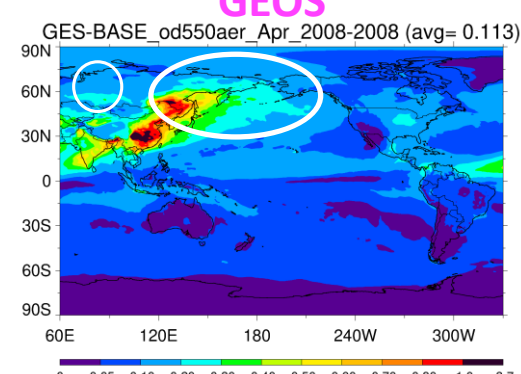 GEOS
GES-BASE_od550aer_Apr_2008-2008 (avg= 0.113)
90N
60N
30N
0
30S
60S
90S
60E 120E 180 240W 300W